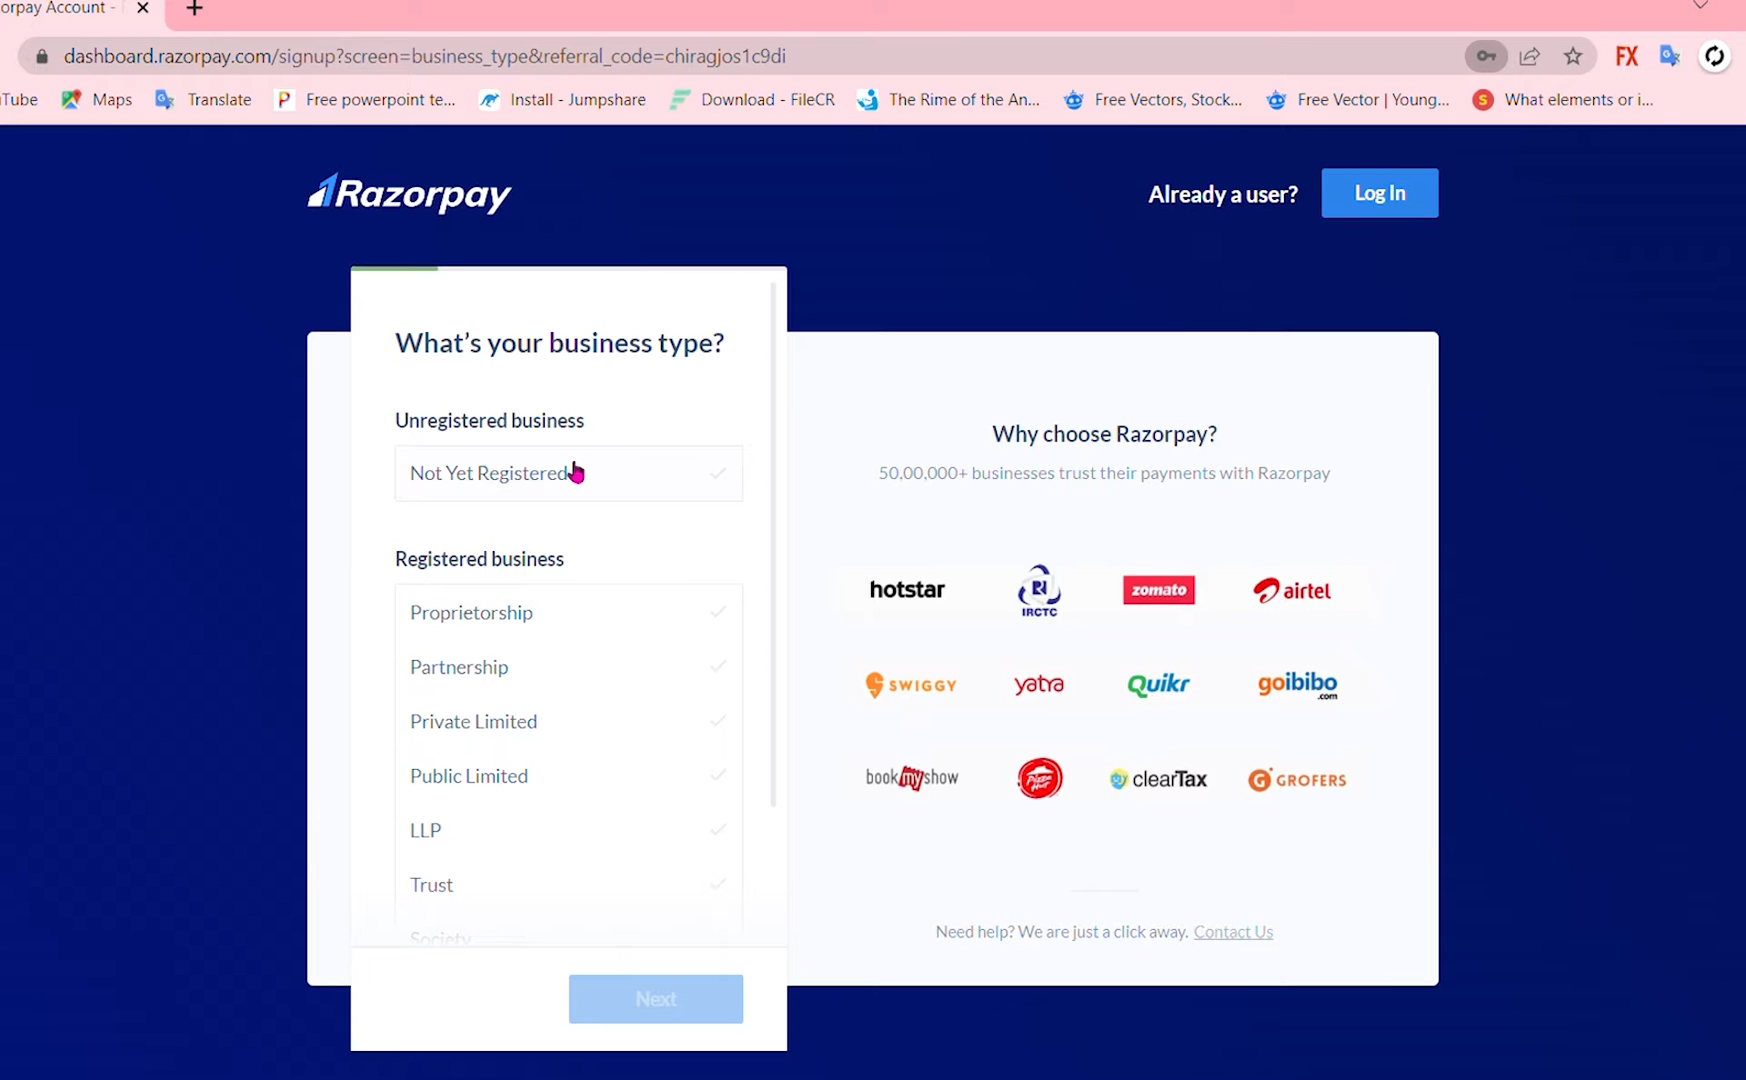 orpay Account -
dashboard.razorpay.com/signup?screen=business_type&referral_code=chiragjos1c9di
FX
Tube
Maps
Translate
P
Free powerpoint te...
Install - Jumpshare
Download - FileCR
The Rime of the An...
Free Vectors, Stock...
Free Vector | Young...
S
What elements or i...
Razorpay
Already a user?
Log In
What's your business type?
Unregistered business
Not Yet Registered
Registered business
Proprietorship
Partnership
Private Limited
Public Limited
LLP
Trust
Society
Next
Why choose Razorpay?
50,00,000+ businesses trust their payments with Razorpay
hotstar
IRCTC
zomato
airtel
SWIGGY
yatra
Quikr
goibibo
.com
bookmyshow
Pizza
Hut
clearTax
G GROFERS
Need help? We are just a click away. Contact Us